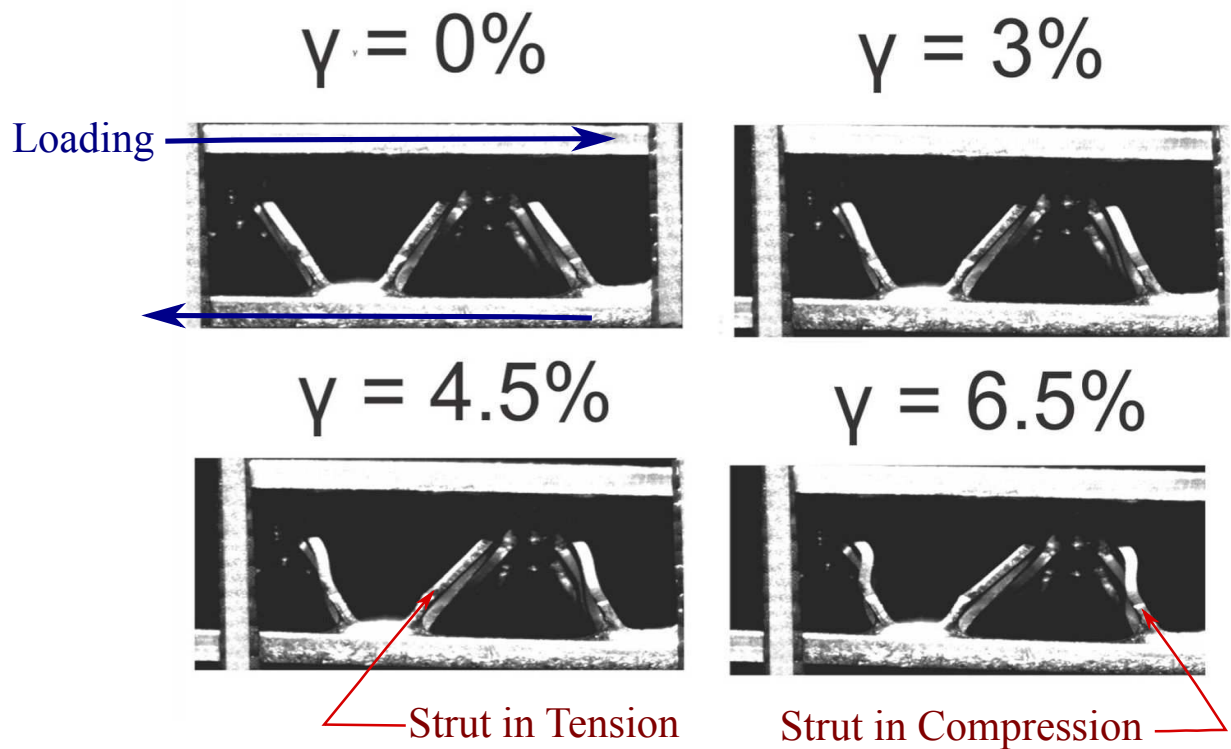 γ = 0%
γ = 3%
Loading
γ = 4.5%
γ = 6.5%
Strut in Tension
Strut in Compression